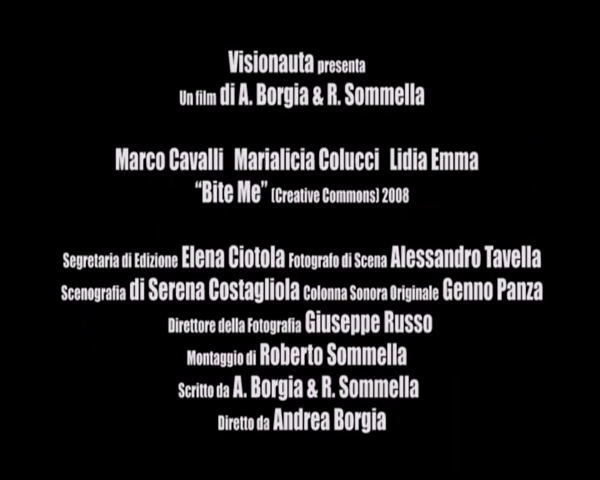 Visionauta presenta
Un film di A. Borgia & R. Sommella
Marco Cavalli Marialicia Colucci Lidia Emma
“Bite Me” (Creative Commons) 2008
Segretaria di Edizione Elena Ciotola Fotografo di Scena Alessandro Tavella
Scenografia di Serena Costagliola Colonna Sonora Originale Genno Panza
Direttore della Fotografia Giuseppe Russo
Montaggio di Roberto Sommella
Scritto da A. Borgia & R. Sommella
Diretto da Andrea Borgia